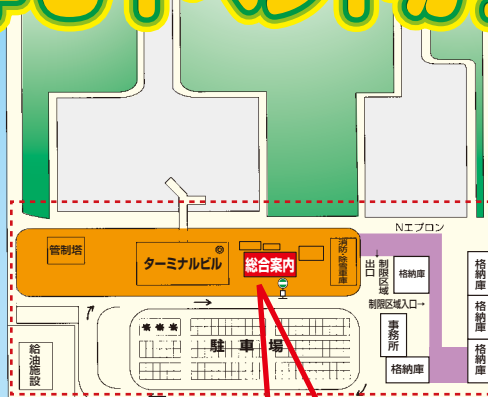 Nエプロン
管制塔
ターミナルビル
総合案内
消防・除雪車庫
↓制限区域
出口
格納庫
格納庫
制限区域入口→
格納庫
事務所
駐車場
給油施設
格納庫
格納庫